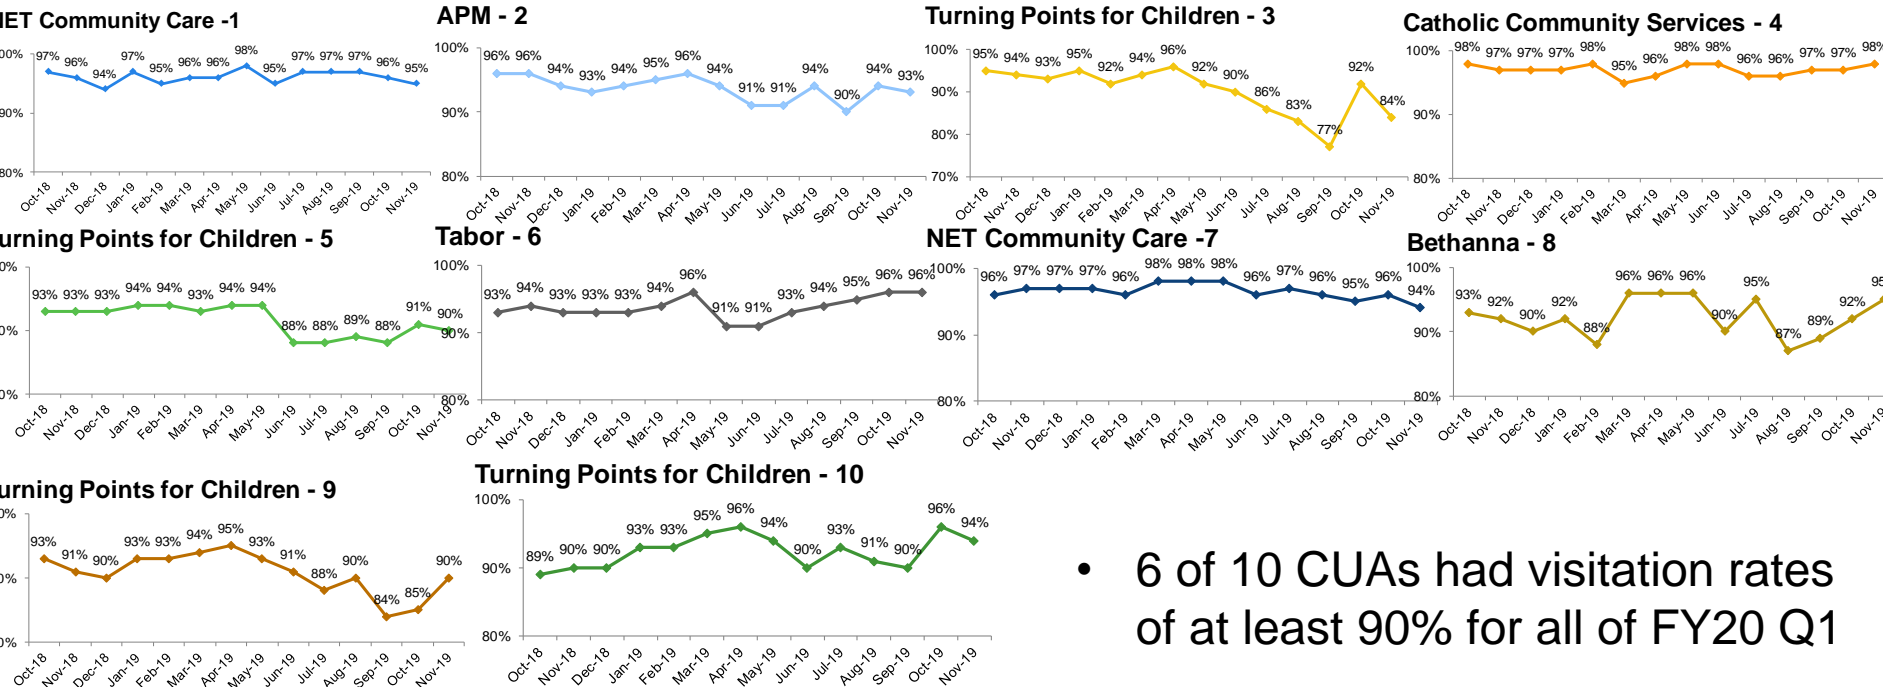 NET Community Care -1
APM - 2
Turning Points for Children - 3
Catholic Community Services - 4
97% 96% 94% 97% 95% 96% 96% 98% 95% 97% 97% 97% 96% 95%
90%
80%
Oct-18 Nov-18 Dec-18 Jan-19 Feb-19 Mar-19 Apr-19 May-19 Jun-19 Jul-19 Aug-19 Sep-19 Oct-19 Nov-19
100%
96% 96% 94% 93% 94% 95% 96% 94% 91% 91% 94% 90% 94% 93%
90%
80%
Oct-18 Nov-18 Dec-18 Jan-19 Feb-19 Mar-19 Apr-19 May-19 Jun-19 Jul-19 Aug-19 Sep-19 Oct-19 Nov-19
100%
95% 94% 93% 95% 92% 94% 96% 92% 90% 86% 83% 77% 92% 84%
90%
80%
70%
Oct-18 Nov-18 Dec-18 Jan-19 Feb-19 Mar-19 Apr-19 May-19 Jun-19 Jul-19 Aug-19 Sep-19 Oct-19 Nov-19
100%
98% 97% 97% 97% 98% 95% 96% 98% 98% 96% 96% 97% 97% 98%
90%
80%
Oct-18 Nov-18 Dec-18 Jan-19 Feb-19 Mar-19 Apr-19 May-19 Jun-19 Jul-19 Aug-19 Sep-19 Oct-19 Nov-19
urning Points for Children - 5
Tabor - 6
NET Community Care -7
Bethanna - 8
93% 93% 93% 94% 94% 93% 94% 94% 88% 88% 89% 88% 91% 90%
Oct-18 Nov-18 Dec-18 Jan-19 Feb-19 Mar-19 Apr-19 May-19 Jun-19 Jul-19 Aug-19 Sep-19 Oct-19 Nov-19
100%
93% 94% 93% 93% 93% 94% 96% 91% 91% 93% 94% 95% 96% 96%
90%
80%
Oct-18 Nov-18 Dec-18 Jan-19 Feb-19 Mar-19 Apr-19 May-19 Jun-19 Jul-19 Aug-19 Sep-19 Oct-19 Nov-19
100%
96% 97% 97% 97% 96% 98% 98% 98% 96% 97% 96% 95% 96% 94%
90%
80%
Oct-18 Nov-18 Dec-18 Jan-19 Feb-19 Mar-19 Apr-19 May-19 Jun-19 Jul-19 Aug-19 Sep-19 Oct-19 Nov-19
100%
93% 92% 90% 92% 88% 96% 96% 96% 90% 95% 87% 89% 92% 95
90%
80%
Oct-18 Nov-18 Dec-18 Jan-19 Feb-19 Mar-19 Apr-19 May-19 Jun-19 Jul-19 Aug-19 Sep-19 Oct-19 Nov-19
urning Points for Children - 9
Turning Points for Children - 10
93% 91% 90% 93% 93% 94% 95% 93% 91% 88% 90% 84% 85% 90%
Oct-18 Nov-18 Dec-18 Jan-19 Feb-19 Mar-19 Apr-19 May-19 Jun-19 Jul-19 Aug-19 Sep-19 Oct-19 Nov-19
100%
89% 90% 90% 93% 93% 95% 96% 94% 90% 93% 91% 90% 96% 94%
90%
80%
Oct-18 Nov-18 Dec-18 Jan-19 Feb-19 Mar-19 Apr-19 May-19 Jun-19 Jul-19 Aug-19 Sep-19 Oct-19 Nov-19
• 6 of 10 CUAs had visitation rates
of at least 90% for all of FY20 Q1